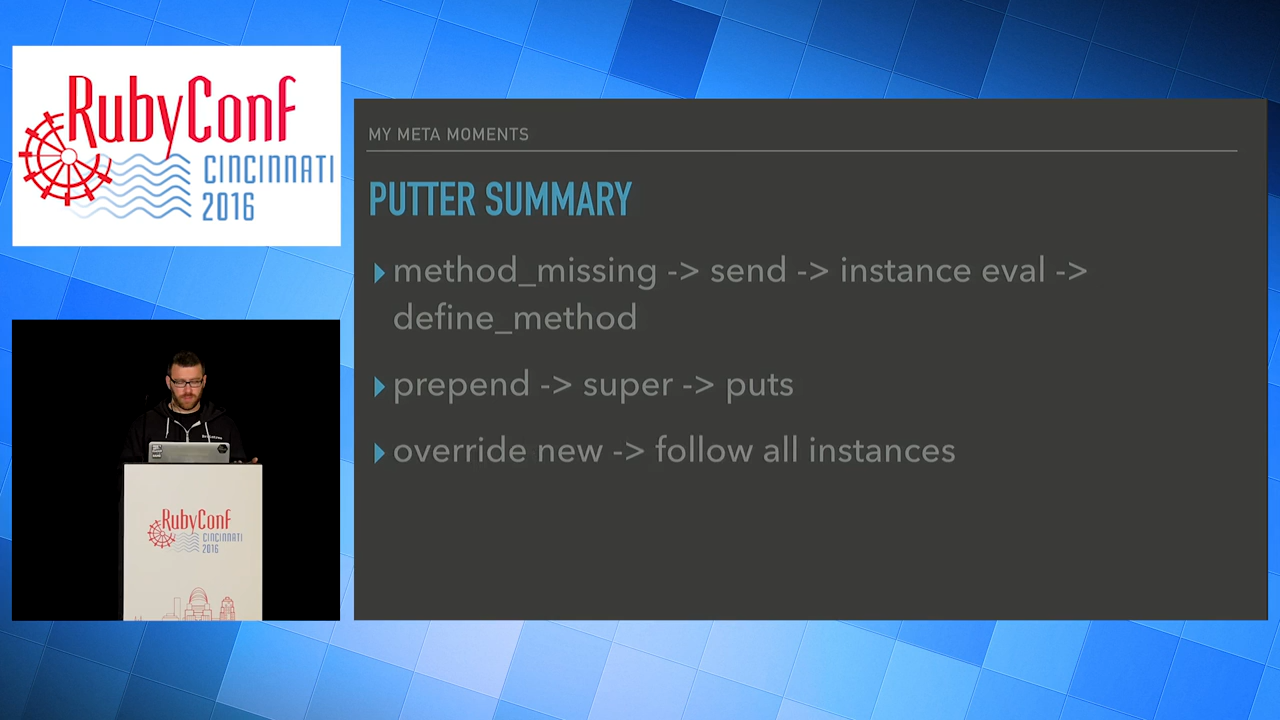 RubyConf
CINCINNATI
2016
MY META MOMENTS
PUTTER SUMMARY
method_missing -> send -> instance eval ->
define_method
prepend -> super -> puts
override new -> follow all instances
RubyConf
CINCINNATI
2016